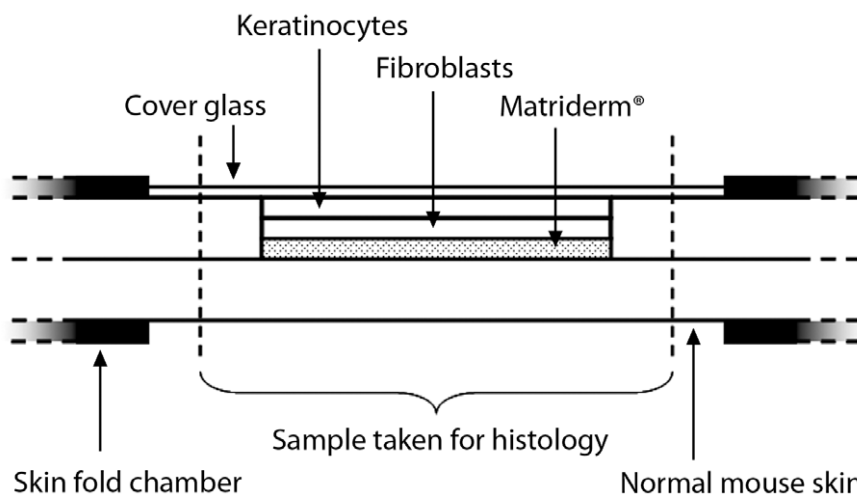 Keratinocytes
Fibroblasts
Cover glass
Matriderm®
Sample taken for histology
Skin fold chamber
Normal mouse skin